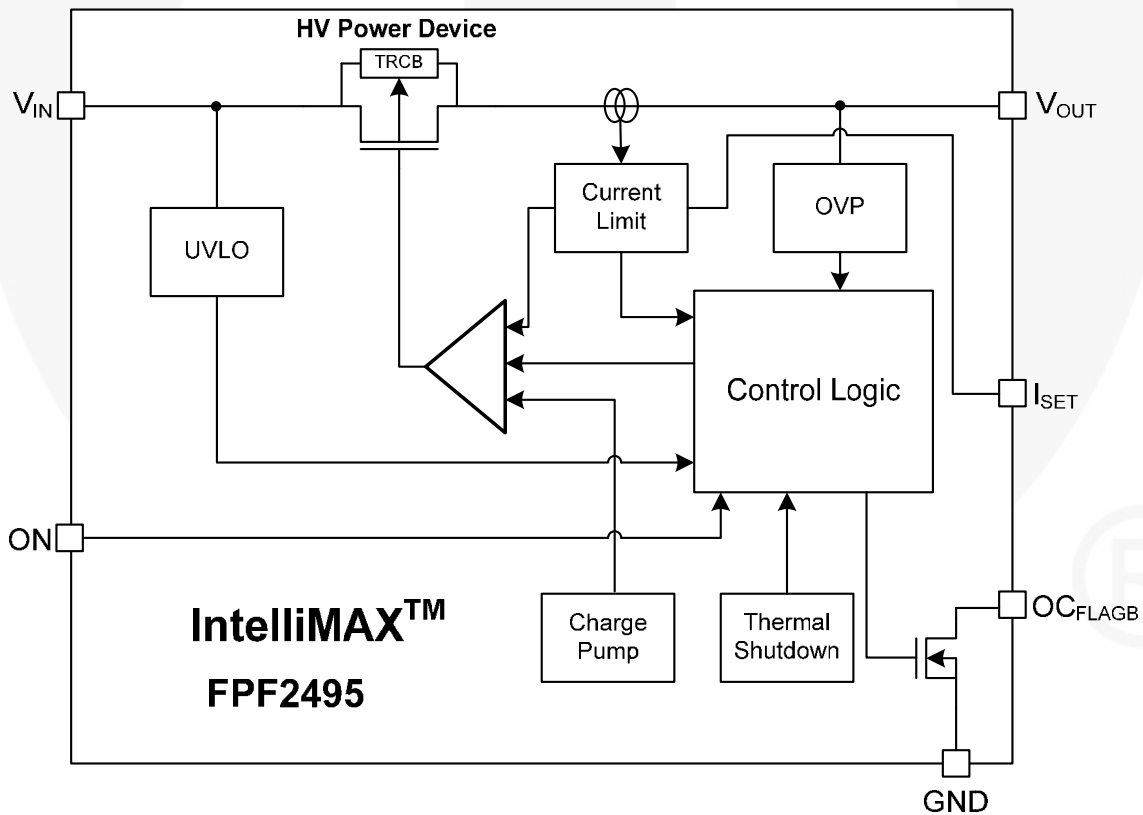 HV Power Device
TRCB
VIN
VOUT
Current
Limit
OVP
UVLO
Control Logic
ISET
ON
IntelliMAX™
FPF2495
Charge
Pump
Thermal
Shutdown
OCFLAGB
GND
®